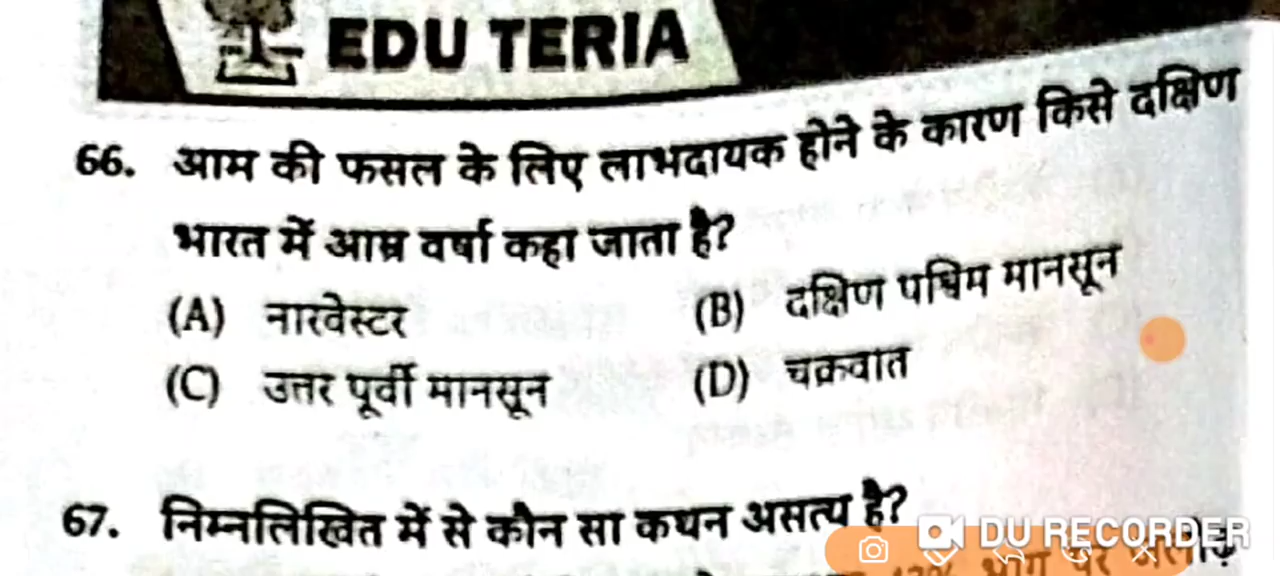 EDU TERIA
66. आम की फसल के लिए लाभदायक होने के कारण किसे दक्षिण
भारत में आम्र वर्षा कहा जाता है?
(A) नारवेस्टर (B) दक्षिण पश्चिम मानसून
(C) उत्तर पूर्वी मानसून (D) चक्रवात
67. निम्नलिखित में से कौन सा कथन असत्य है?
DU RECORDER
भाग पर